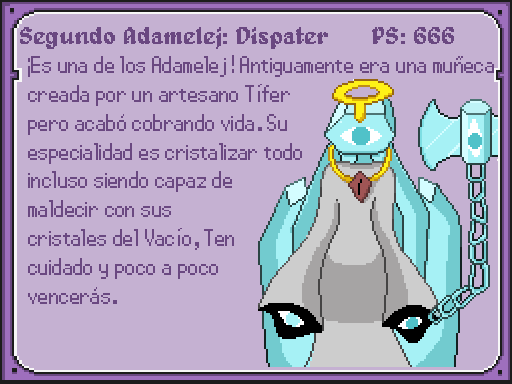 Segundo Adamelej: Dispater PS: 666
¡Es una de los Adamelej!Antiguamente era una muñeca
creada por un artesano Tífer
pero acabó cobrando vida.Su
especialidad es cristalizar todo
incluso siendo capaz de
maldecir con sus
cristales del Vacío,Ten
cuidado y poco a poco
vencerás.